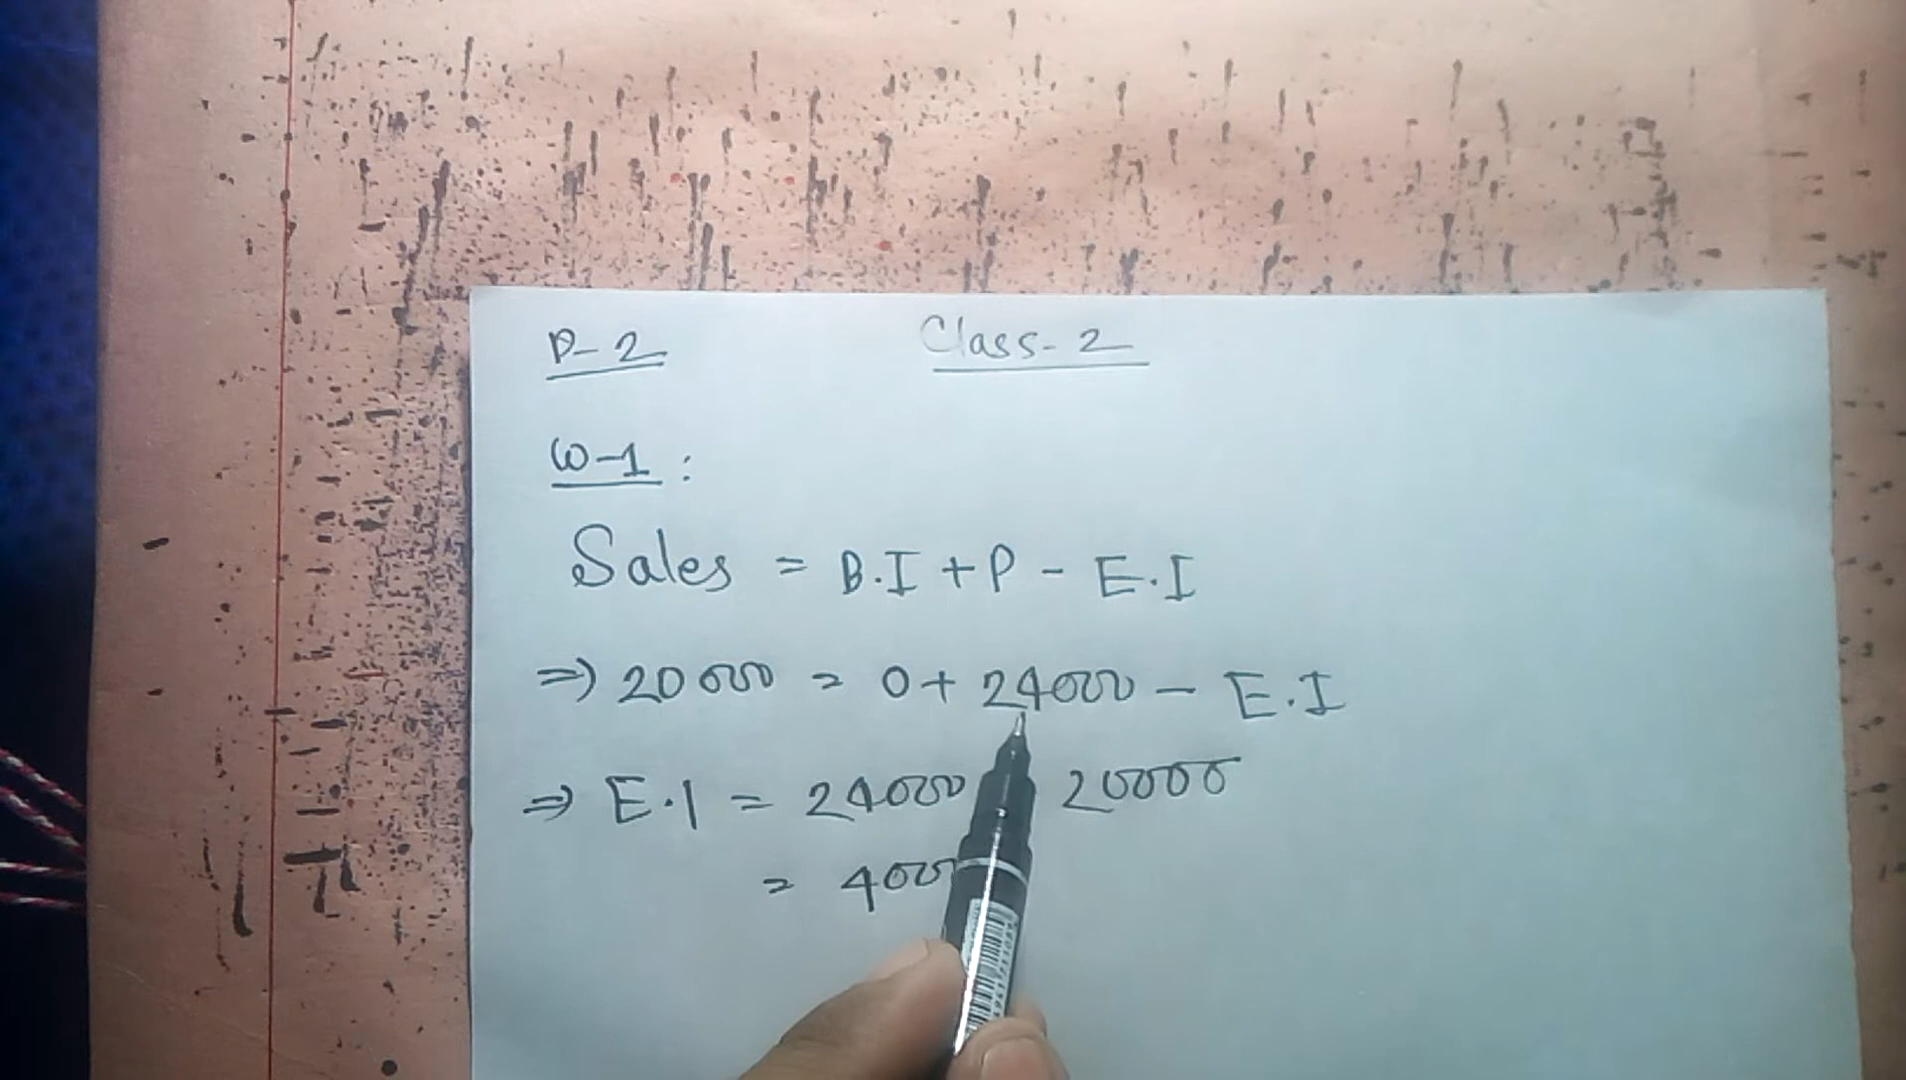 P-2
Class-2
W-1:
Sales = B.I + P - E.I
=> 20000 = 0 + 24000 - E.I
=> E.I = 24000 20000
= 4000